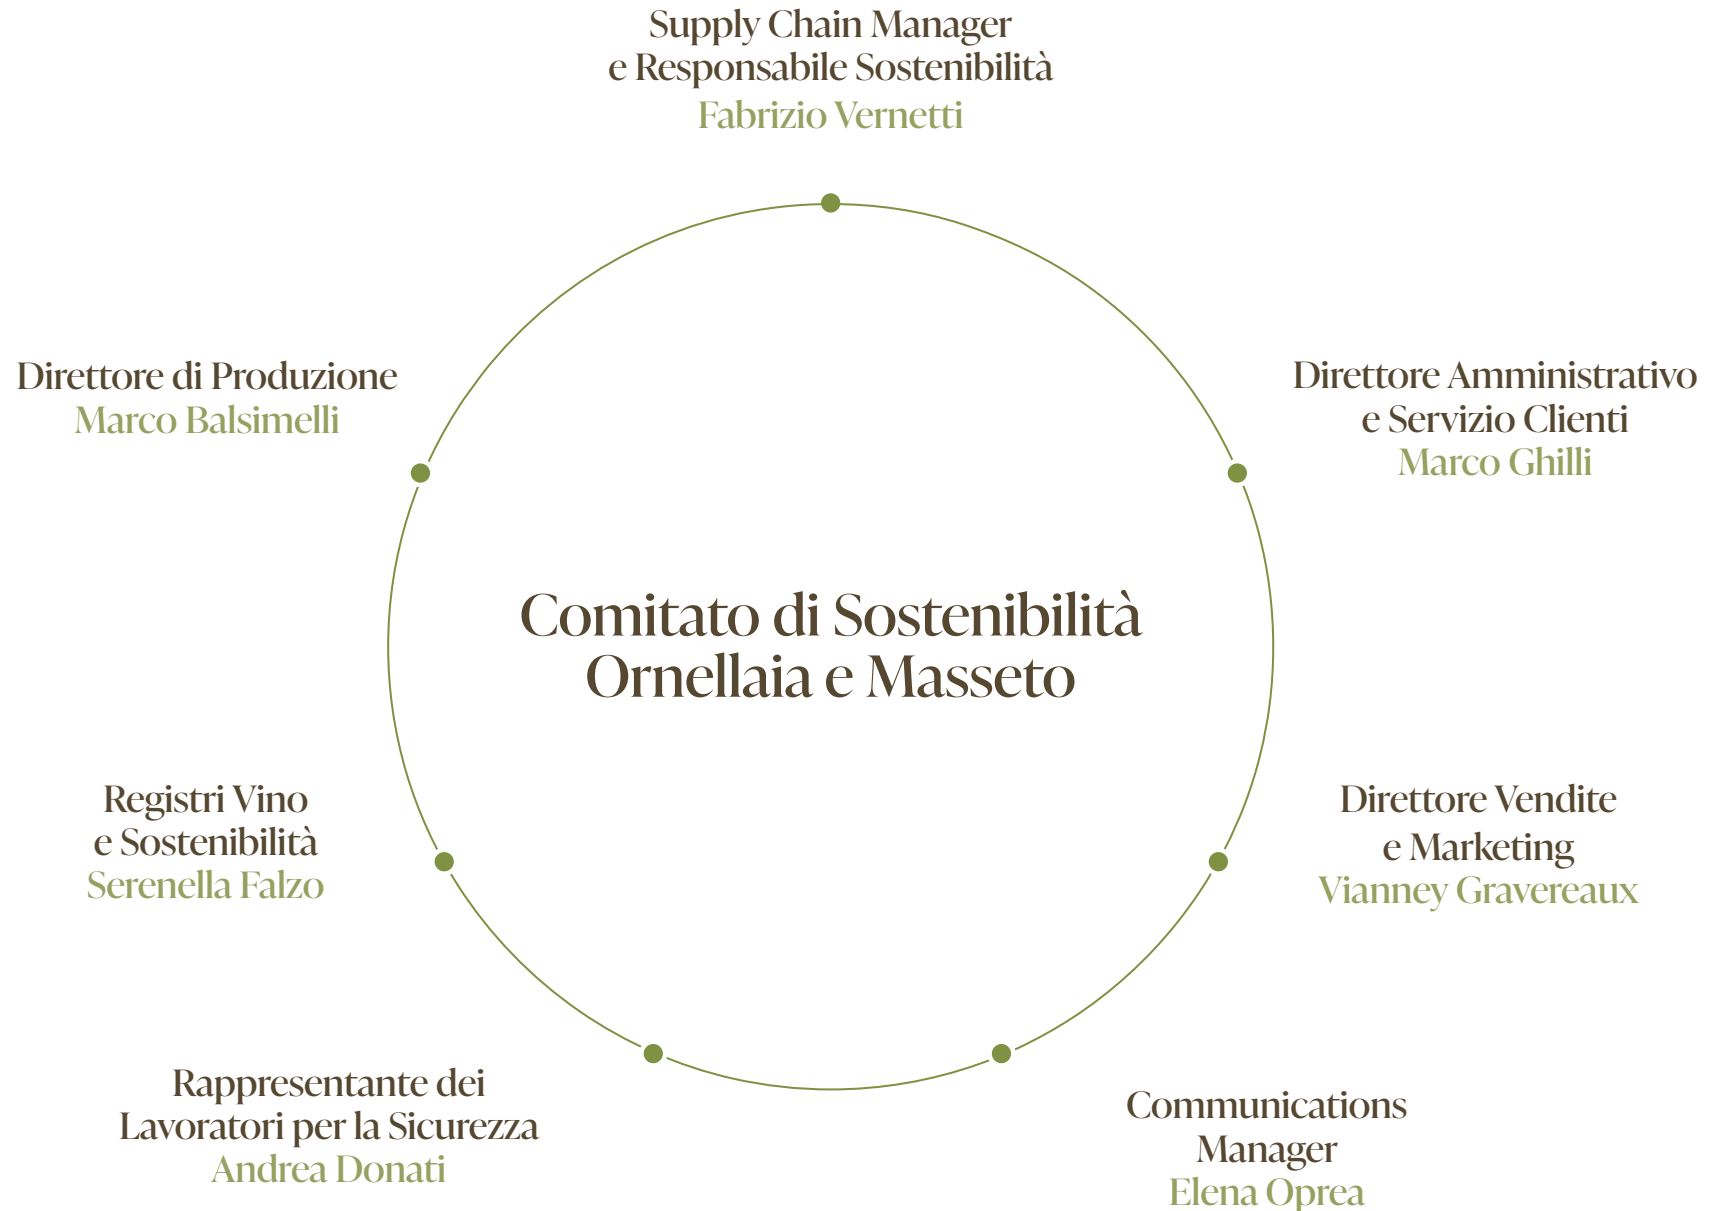 Supply Chain Manager
e Responsabile Sostenibilità
Fabrizio Vernetti
Direttore di Produzione
Marco Balsimelli
Direttore Amministrativo
e Servizio Clienti
Marco Ghilli
Comitato di Sostenibilità
Ornellaia e Masseto
Registri Vino
e Sostenibilità
Serenella Falzo
Direttore Vendite
e Marketing
Vianney Gravereaux
Rappresentante dei
Lavoratori per la Sicurezza
Andrea Donati
Communications
Manager
Elena Oprea